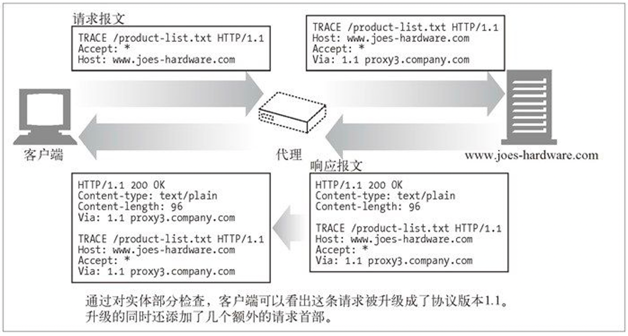 请求报文
TRACE /product-list.txt HTTP/1.1
Accept: *
Host: www.joes-hardware.com
TRACE /product-list.txt HTTP/1.1
Host: www.joes-hardware.com
Accept: *
Via: 1.1 proxy3.company.com
客户端
代理
www.joes-hardware.com
响应报文
HTTP/1.1 200 OK
Content-type: text/plain
Content-length: 96
Via: 1.1 proxy3.company.com
TRACE /product-list.txt HTTP/1.1
Host: www.joes-hardware.com
Accept: *
Via: 1.1 proxy3.company.com
HTTP/1.1 200 OK
Content-type: text/plain
Content-length: 96
TRACE /product-list.txt HTTP/1.1
Host: www.joes-hardware.com
Accept: *
Via: 1.1 proxy3.company.com
通过对实体部分检查，客户端可以看出这条请求被升级成了协议版本1.1。
升级的同时还添加了几个额外的请求首部。